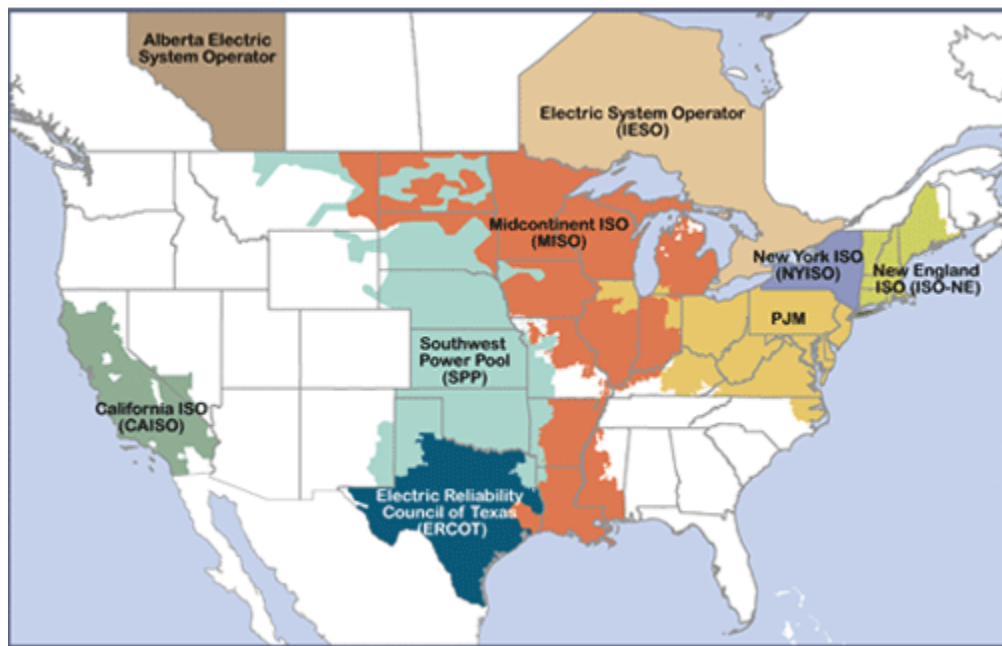 Alberta Electric
System Operator
Electric System Operator
(IESO)
Midcontinent ISO
(MISO)
New York ISO
(NYISO)
New England
ISO (ISO-NE)
PJM
Southwest
Power Pool
(SPP)
California ISO
(CAISO)
Electric Reliability
Council of Texas
(ERCOT)